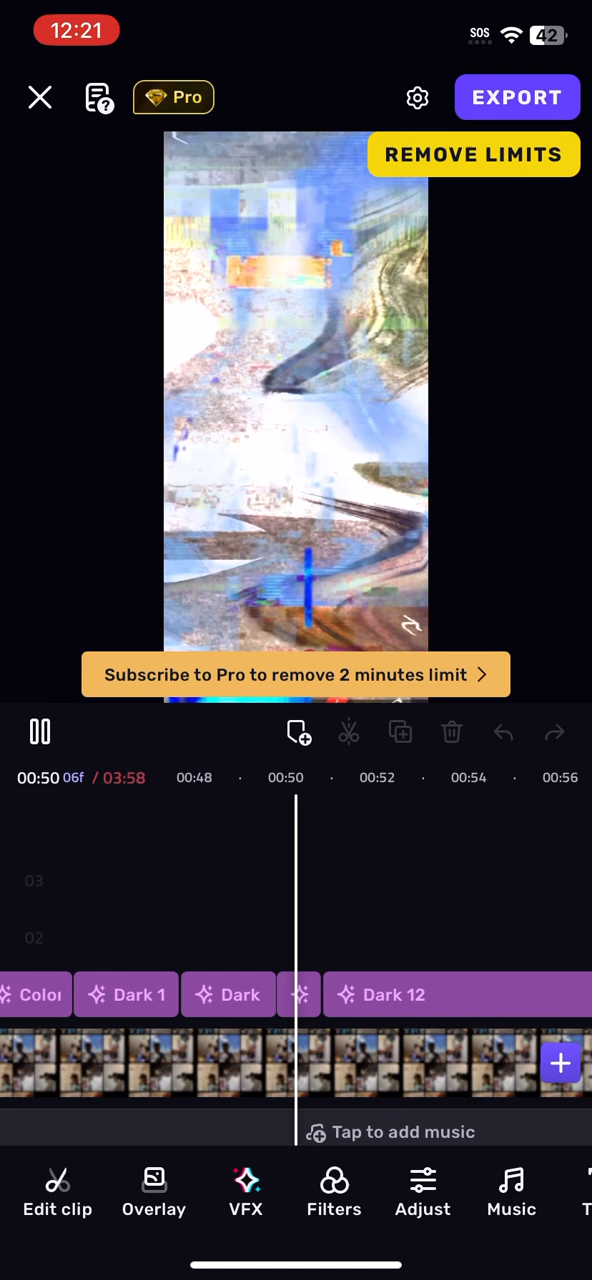 12:21
SOS
42
Pro
EXPORT
REMOVE LIMITS
Subscribe to Pro to remove 2 minutes limit
00:50 06f / 03:58
00:48 · 00:50 · 00:52 · 00:54 · 00:56
03
02
Color
Dark 1
Dark
Dark 12
Tap to add music
Edit clip
Overlay
VFX
Filters
Adjust
Music